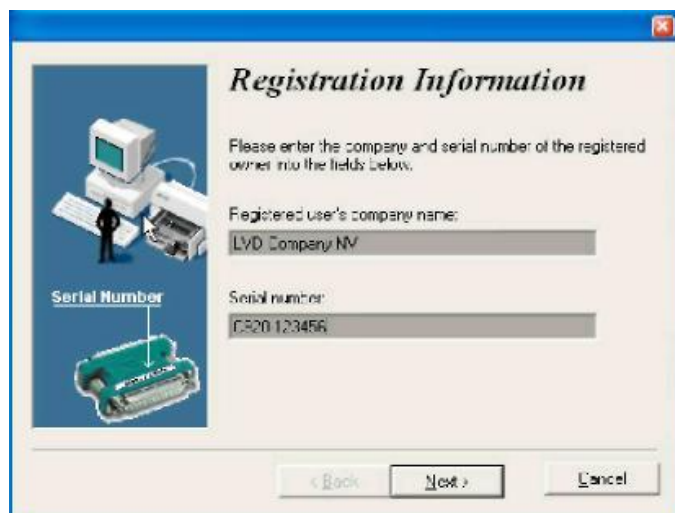 Registration Information
Please enter the company and serial number of the registered
owner into the fields below.
Registered user's company name:
LVD Company NV
Serial Number
Serial number:
123456
< Back
Next >
Cancel